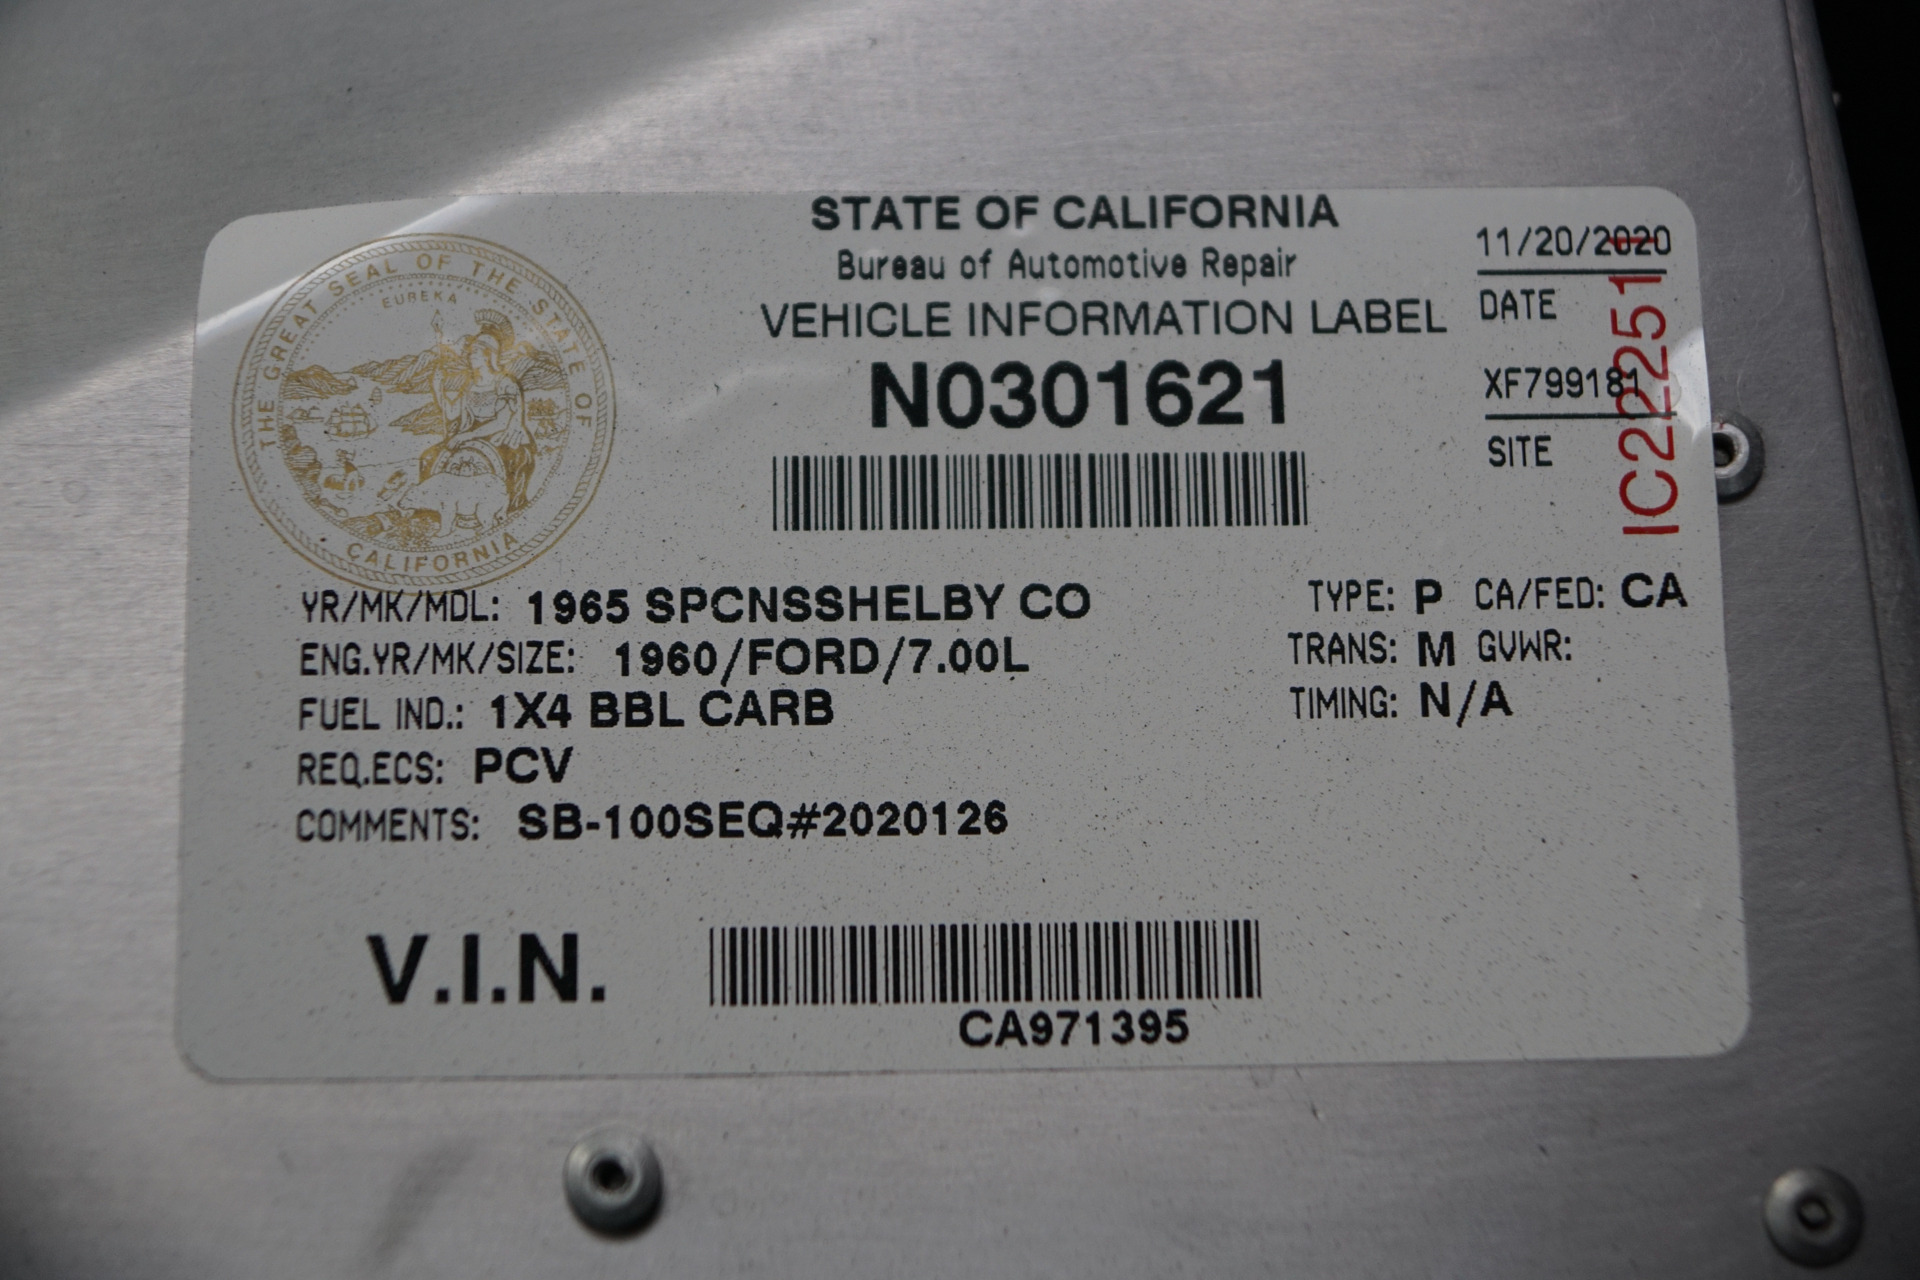 STATE OF CALIFORNIA
Bureau of Automotive Repair
VEHICLE INFORMATION LABEL
N0301621
11/20/2020
DATE
XF799181
SITE
IC222511
THE GREAT SEAL OF THE STATE OF CALIFORNIA
EUREKA
YR/MK/MDL: 1965 SPCNSSHELBY CO
TYPE: P CA/FED: CA
ENG.YR/MK/SIZE: 1960/FORD/7.00L
TRANS: M GVWR:
FUEL IND.: 1X4 BBL CARB
TIMING: N/A
REQ.ECS: PCV
COMMENTS: SB-100SEQ#2020126
V.I.N.
CA971395